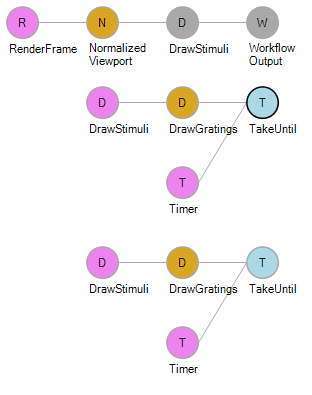 R N D W
RenderFrame Normalized Viewport DrawStimuli Workflow Output
D D T
DrawStimuli DrawGratings TakeUntil
T
Timer
D D T
DrawStimuli DrawGratings TakeUntil
T
Timer